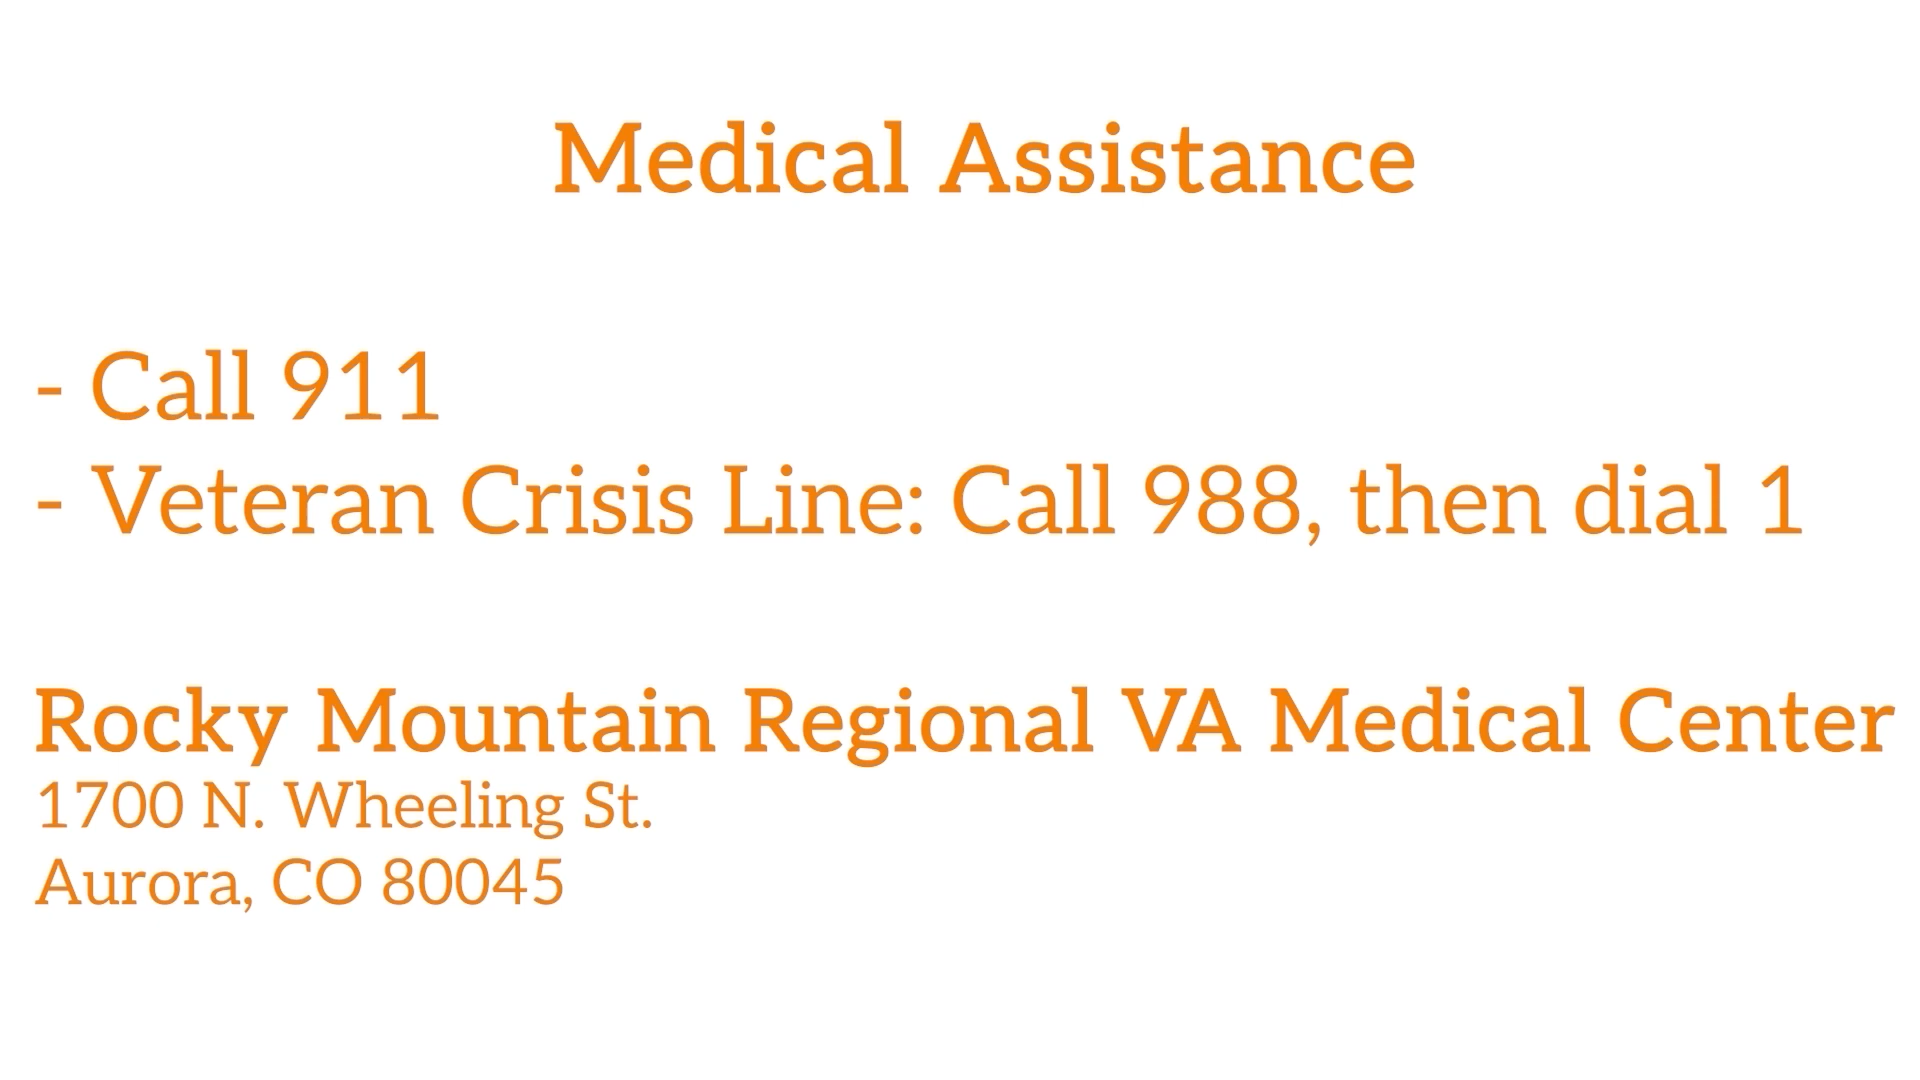 Medical Assistance
- Call 911
- Veteran Crisis Line: Call 988, then dial 1
Rocky Mountain Regional VA Medical Center
1700 N. Wheeling St.
Aurora, CO 80045